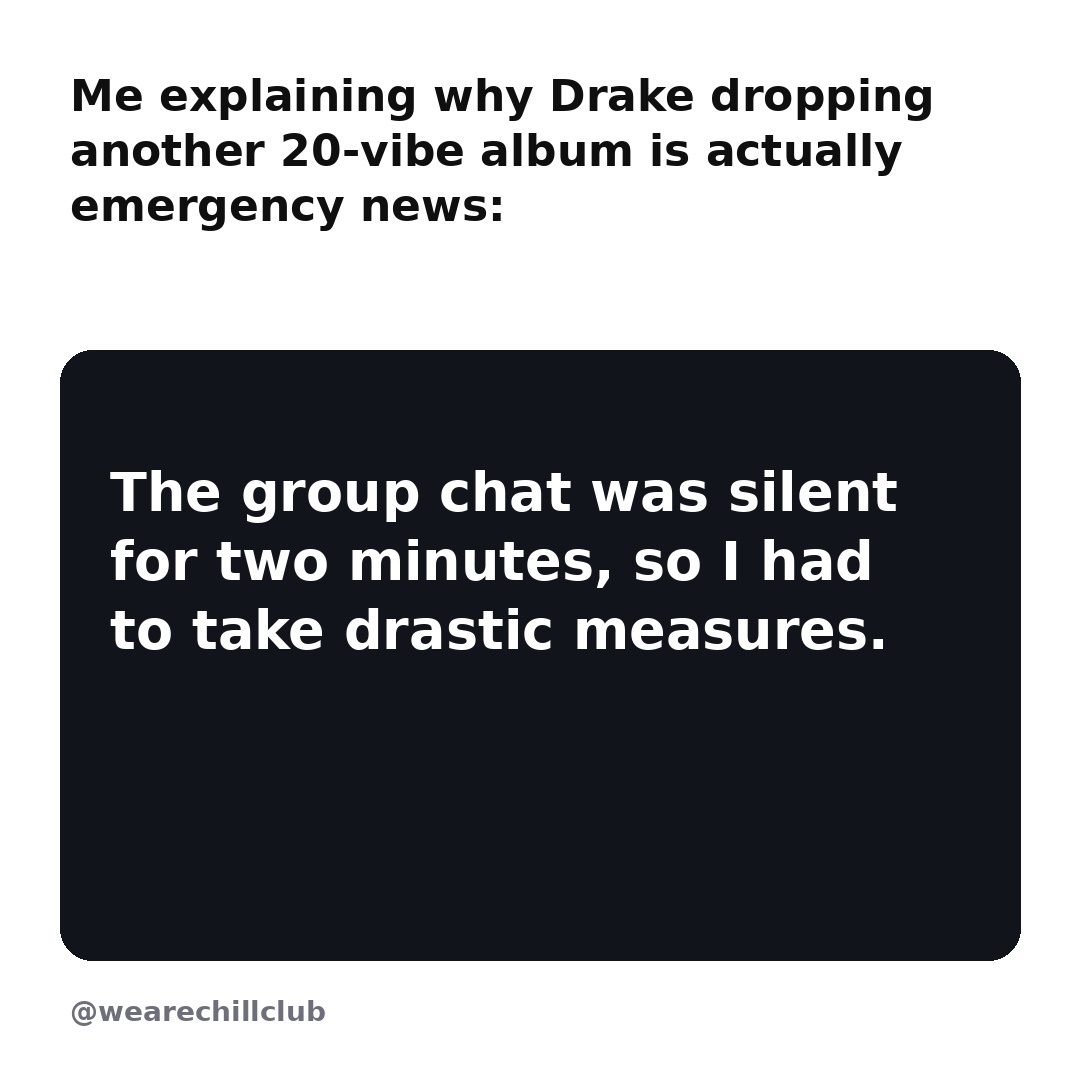 Me explaining why Drake dropping
another 20-vibe album is actually
emergency news:
The group chat was silent
for two minutes, so I had
to take drastic measures.
@wearechillclub